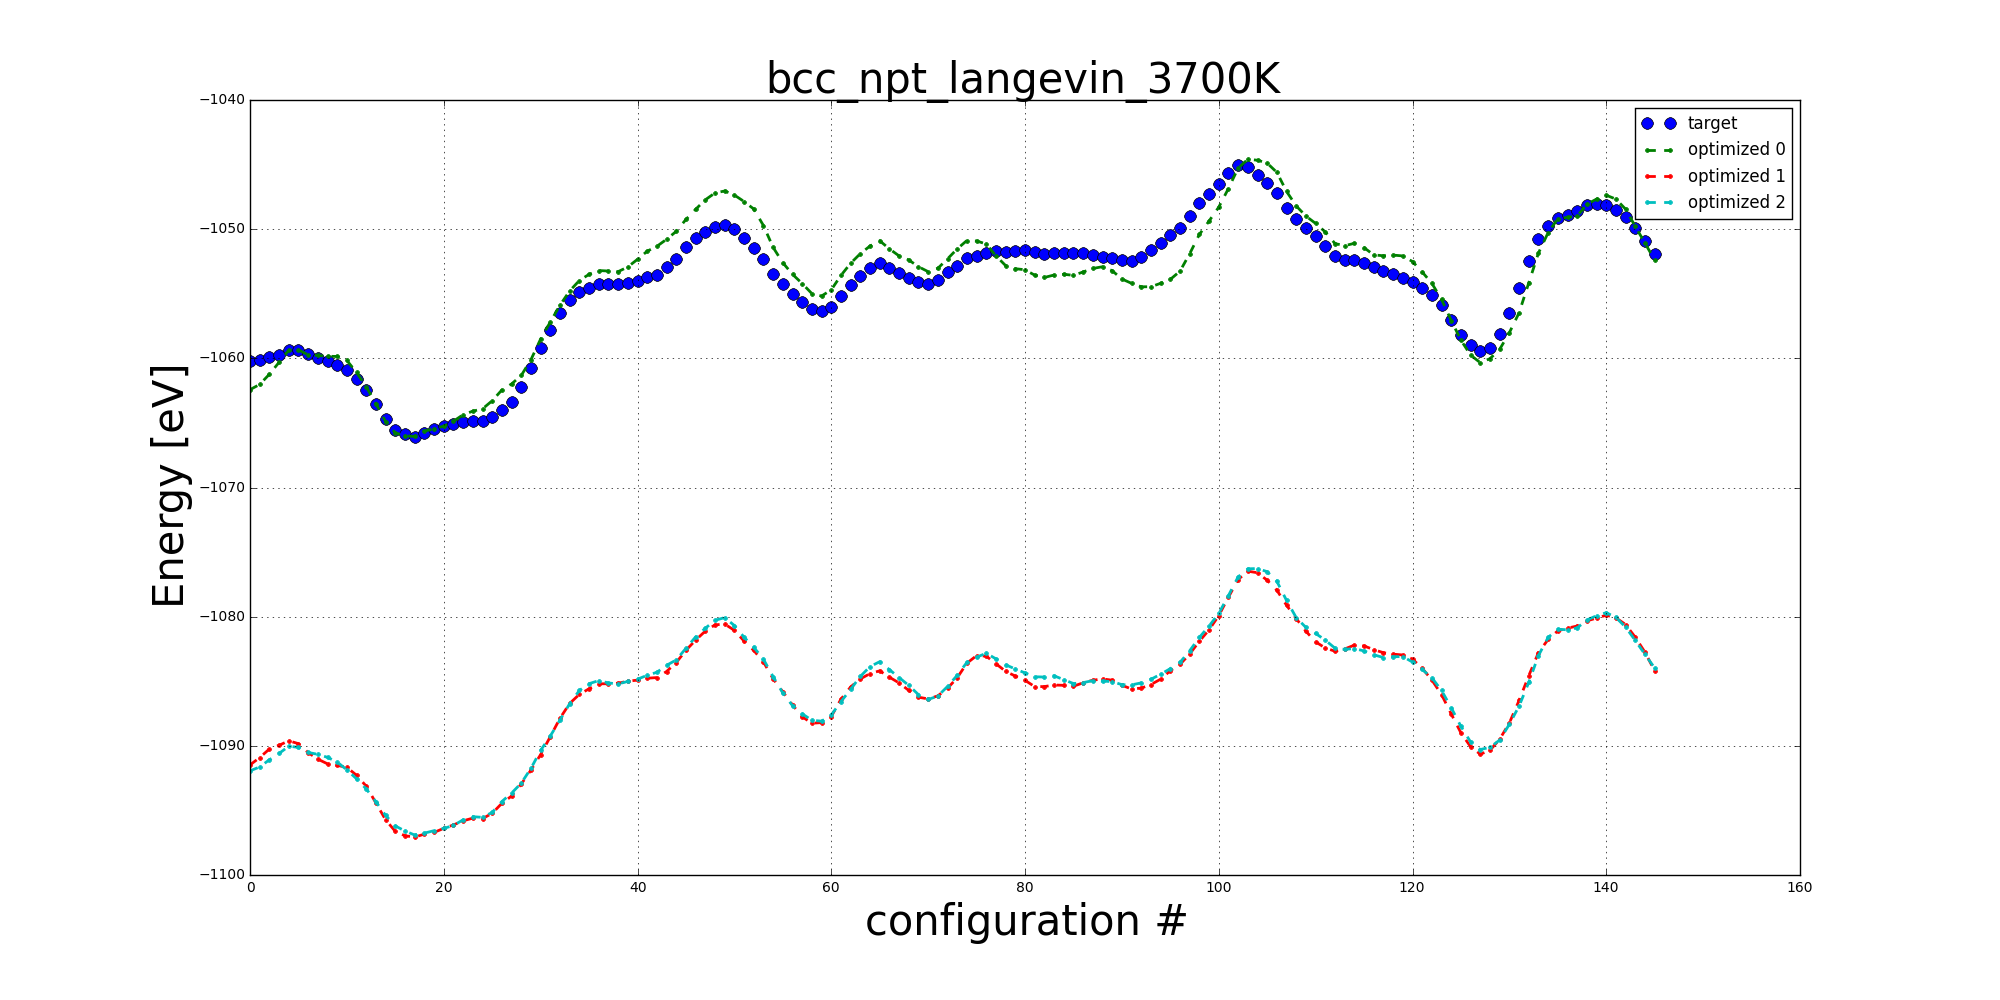 bcc_npt_langevin_3700K
−1040
−1050
−1060
−1070
−1080
−1090
−1100
Energy [eV]
0 20 40 60 80 100 120 140 160
configuration #
target
optimized 0
optimized 1
optimized 2